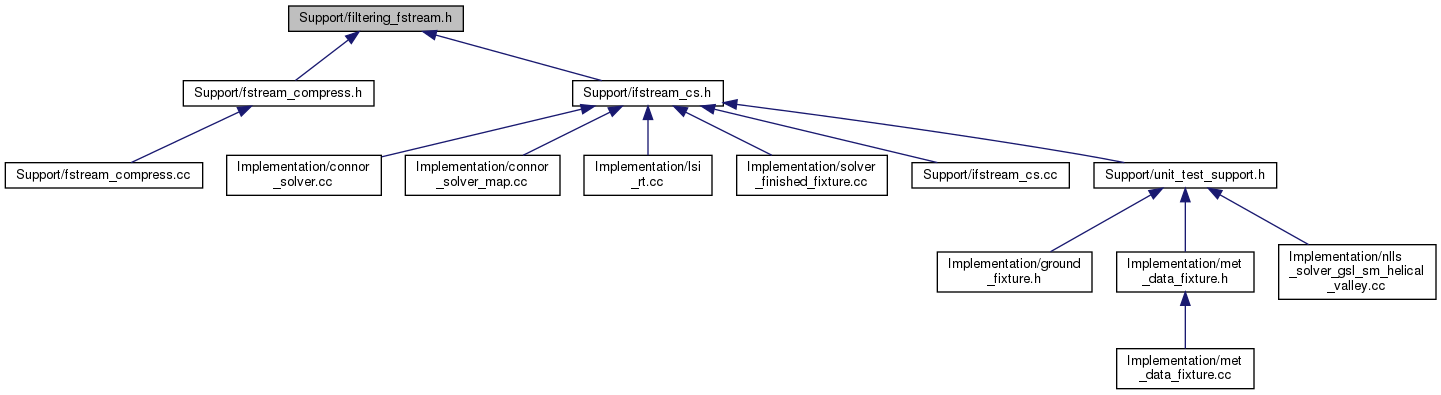 Support/filtering_fstream.h
Support/fstream_compress.h
Support/ifstream_cs.h
Support/fstream_compress.cc
Implementation/connor
_solver.cc
Implementation/connor
_solver_map.cc
Implementation/lsi
_rt.cc
Implementation/solver
_finished_fixture.cc
Support/ifstream_cs.cc
Support/unit_test_support.h
Implementation/ground
_fixture.h
Implementation/met
_data_fixture.h
Implementation/nlls
_solver_gsl_sm_helical
_valley.cc
Implementation/met
_data_fixture.cc